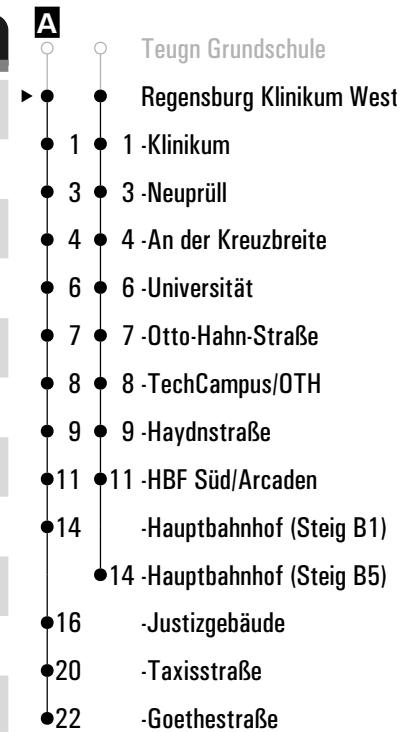 A
Teugn Grundschule
Regensburg Klinikum West
1 1 -Klinikum
3 3 -Neuprüll
4 4 -An der Kreuzbreite
6 6 -Universität
7 7 -Otto-Hahn-Straße
8 8 -TechCampus/OTH
9 9 -Haydnstraße
11 11 -HBF Süd/Arcaden
14 -Hauptbahnhof (Steig B1)
14 -Hauptbahnhof (Steig B5)
16 -Justizgebäude
20 -Taxisstraße
22 -Goethestraße